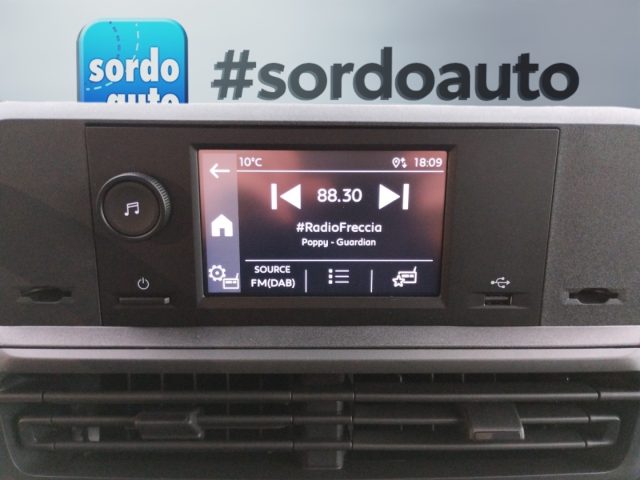 sordo
auto
#sordoauto
10°C 18:09
88.30
#RadioFreccia
Poppy - Guardian
SOURCE
FM(DAB)